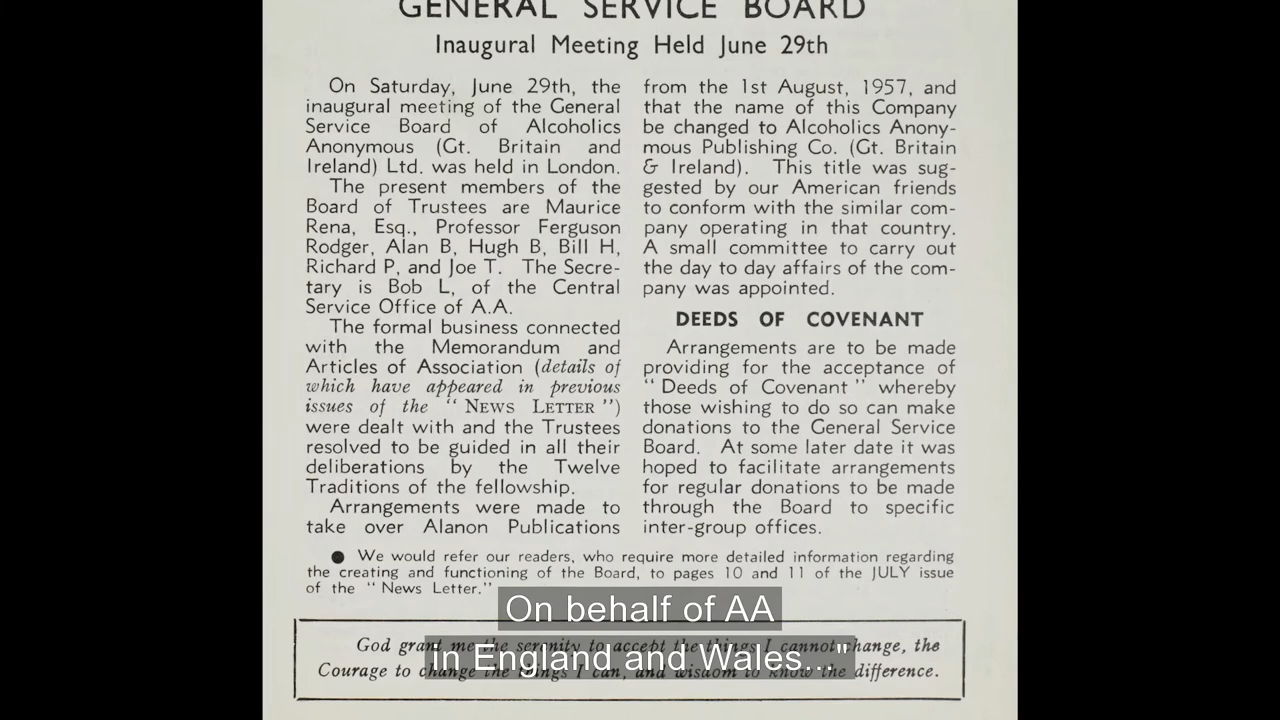 GENERAL SERVICE BOARD
Inaugural Meeting Held June 29th
On Saturday, June 29th, the
inaugural meeting of the General
Service Board of Alcoholics
Anonymous (Gt. Britain and
Ireland) Ltd. was held in London.
The present members of the
Board of Trustees are Maurice
Rena, Esq., Professor Ferguson
Rodger, Alan B, Hugh B, Bill H,
Richard P, and Joe T. The Secre-
tary is Bob L, of the Central
Service Office of A.A.
The formal business connected
with the Memorandum and
Articles of Association (details of
which have appeared in previous
issues of the "NEWS LETTER")
were dealt with and the Trustees
resolved to be guided in all their
deliberations by the Twelve
Traditions of the fellowship.
Arrangements were made to
take over Alanon Publications
from the 1st August, 1957, and
that the name of this Company
be changed to Alcoholics Anony-
mous Publishing Co. (Gt. Britain
& Ireland). This title was sug-
gested by our American friends
to conform with the similar com-
pany operating in that country.
A small committee to carry out
the day to day affairs of the com-
pany was appointed.
DEEDS OF COVENANT
Arrangements are to be made
providing for the acceptance of
"Deeds of Covenant" whereby
those wishing to do so can make
donations to the General Service
Board. At some later date it was
hoped to facilitate arrangements
for regular donations to be made
through the Board to specific
inter-group offices.
● We would refer our readers, who require more detailed information regarding
the creating and functioning of the Board, to pages 10 and 11 of the JULY issue
of the "News Letter."
On behalf of AA
in England and Wales..."
God grant me the serenity to accept the things I cannot change, the
Courage to change the things I can, and wisdom to know the difference.